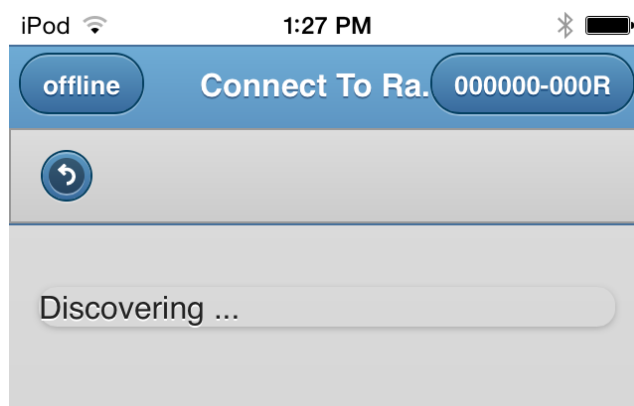 iPod 1:27 PM
offline Connect To Ra. 000000-000R
Discovering ...